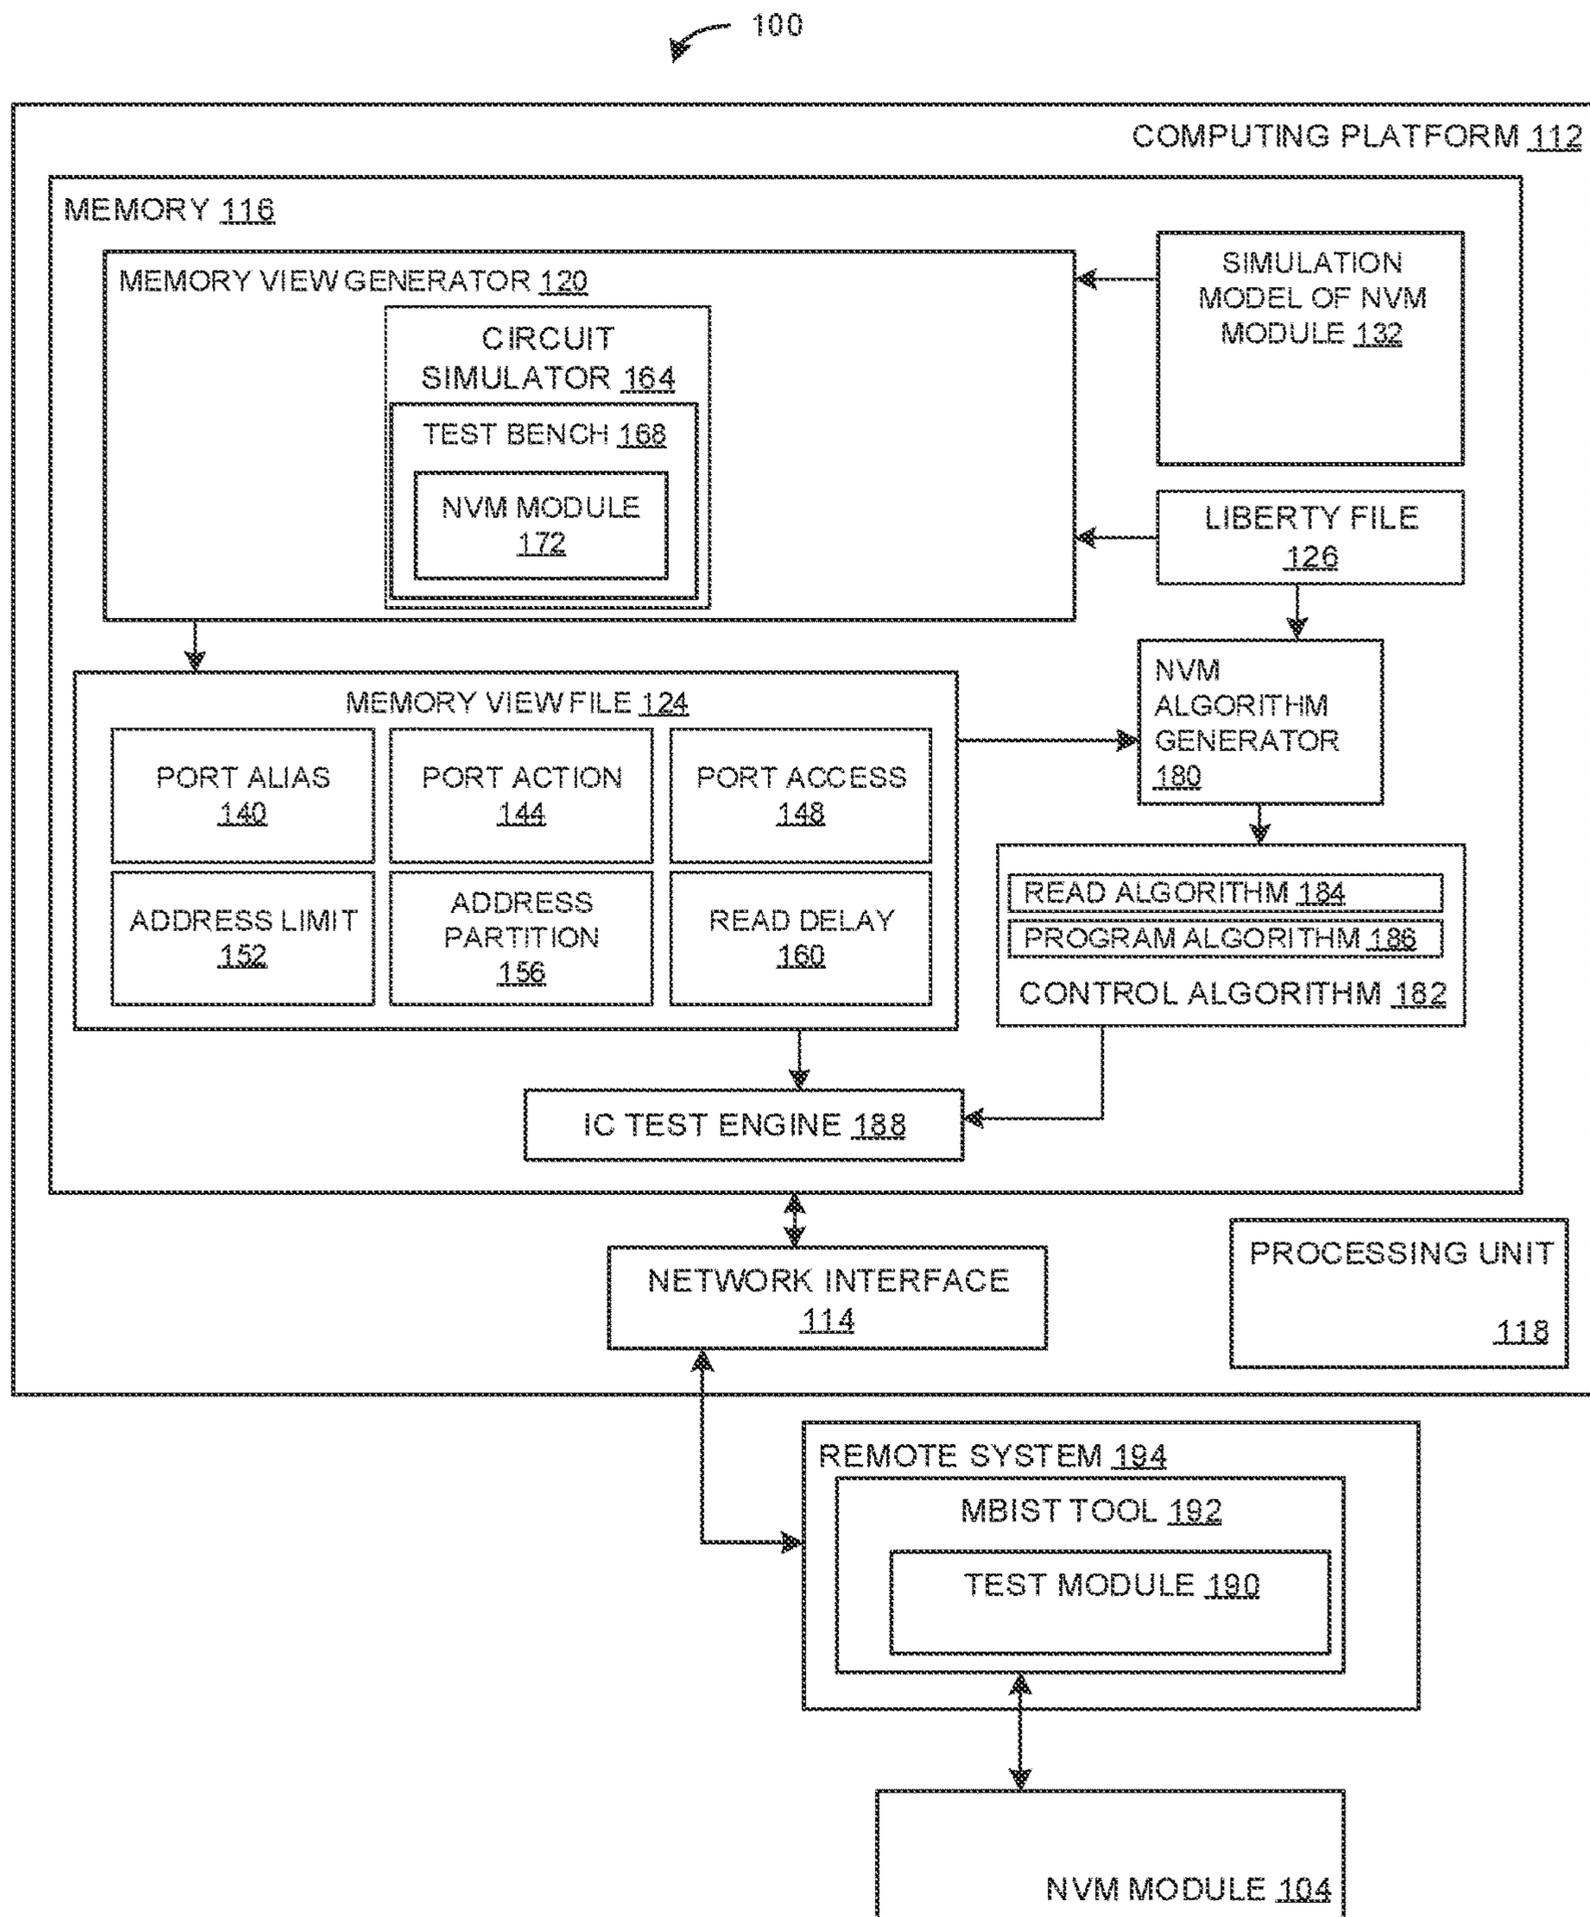 100
COMPUTING PLATFORM 112
MEMORY 116
MEMORY VIEW GENERATOR 120
CIRCUIT
SIMULATOR 164
TEST BENCH 168
NVM MODULE
172
SIMULATION
MODEL OF NVM
MODULE 132
LIBERTY FILE
126
MEMORY VIEW FILE 124
PORT ALIAS
140
PORT ACTION
144
PORT ACCESS
148
ADDRESS LIMIT
152
ADDRESS
PARTITION
156
READ DELAY
160
NVM
ALGORITHM
GENERATOR
180
READ ALGORITHM 184
PROGRAM ALGORITHM 186
CONTROL ALGORITHM 182
IC TEST ENGINE 188
NETWORK INTERFACE
114
PROCESSING UNIT
118
REMOTE SYSTEM 194
MBIST TOOL 192
TEST MODULE 190
NVM MODULE 104